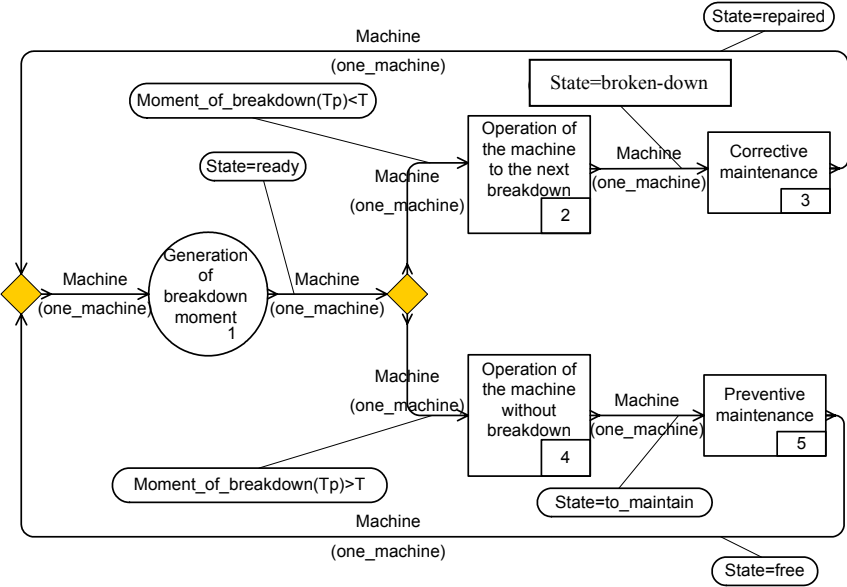 State=repaired
Machine
(one_machine)
State=broken-down
Moment_of_breakdown(Tp)<T
Operation of
the machine
to the next
breakdown
2
Machine
(one_machine)
Corrective
maintenance
3
State=ready
Machine
(one_machine)
Machine
(one_machine)
Generation
of
breakdown
moment
1
Machine
(one_machine)
Machine
(one_machine)
Operation of
the machine
without
breakdown
4
Machine
(one_machine)
Preventive
maintenance
5
Moment_of_breakdown(Tp)>T
State=to_maintain
Machine
(one_machine)
State=free